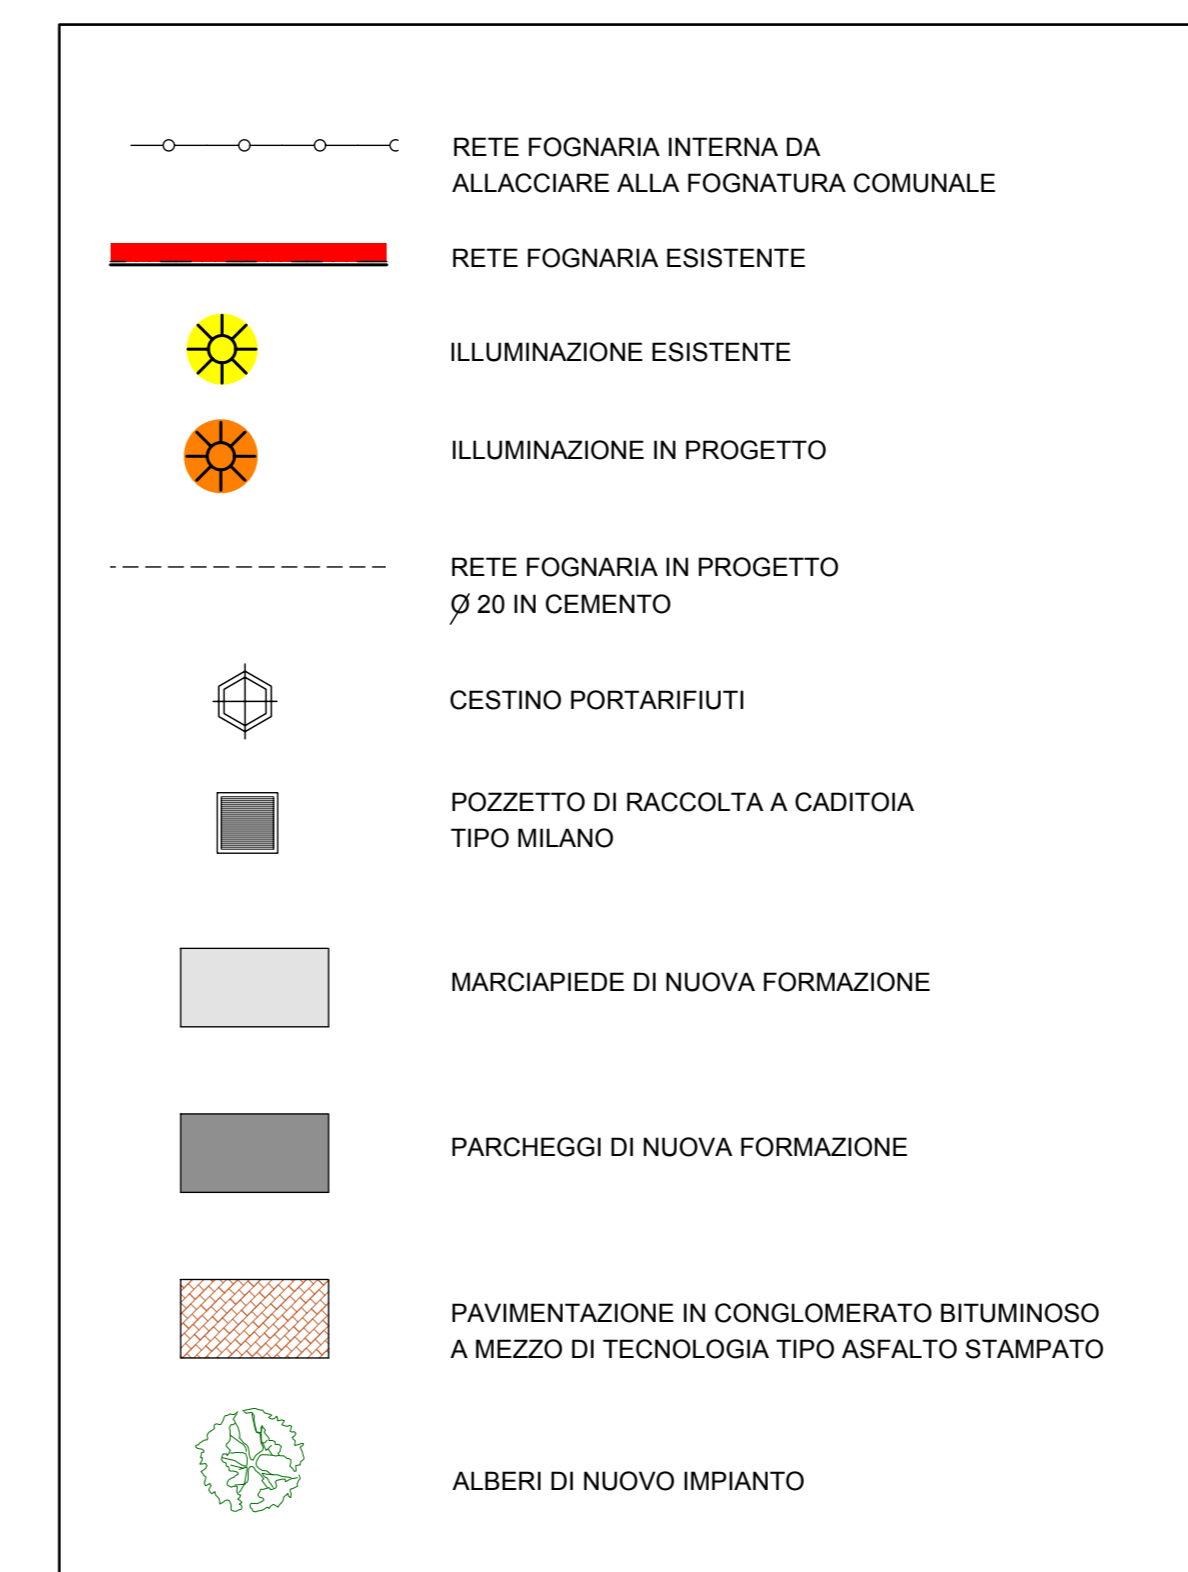 RETE FOGNARIA INTERNA DA
ALLACCIARE ALLA FOGNATURA COMUNALE
RETE FOGNARIA ESISTENTE
ILLUMINAZIONE ESISTENTE
ILLUMINAZIONE IN PROGETTO
RETE FOGNARIA IN PROGETTO
Ø 20 IN CEMENTO
CESTINO PORTARIFIUTI
POZZETTO DI RACCOLTA A CADITOIA
TIPO MILANO
MARCIAPIEDE DI NUOVA FORMAZIONE
PARCHEGGI DI NUOVA FORMAZIONE
PAVIMENTAZIONE IN CONGLOMERATO BITUMINOSO
A MEZZO DI TECNOLOGIA TIPO ASFALTO STAMPATO
ALBERI DI NUOVO IMPIANTO